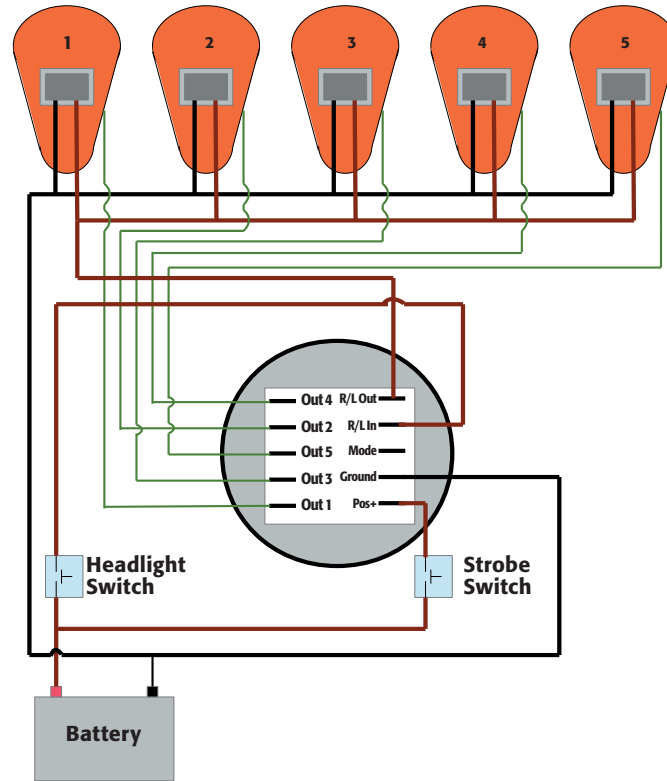 1 2 3 4 5
Out 4 R/L Out
Out 2 R/L In
Out 5 Mode
Out 3 Ground
Out 1 Pos+
Headlight
Switch
Strobe
Switch
Battery